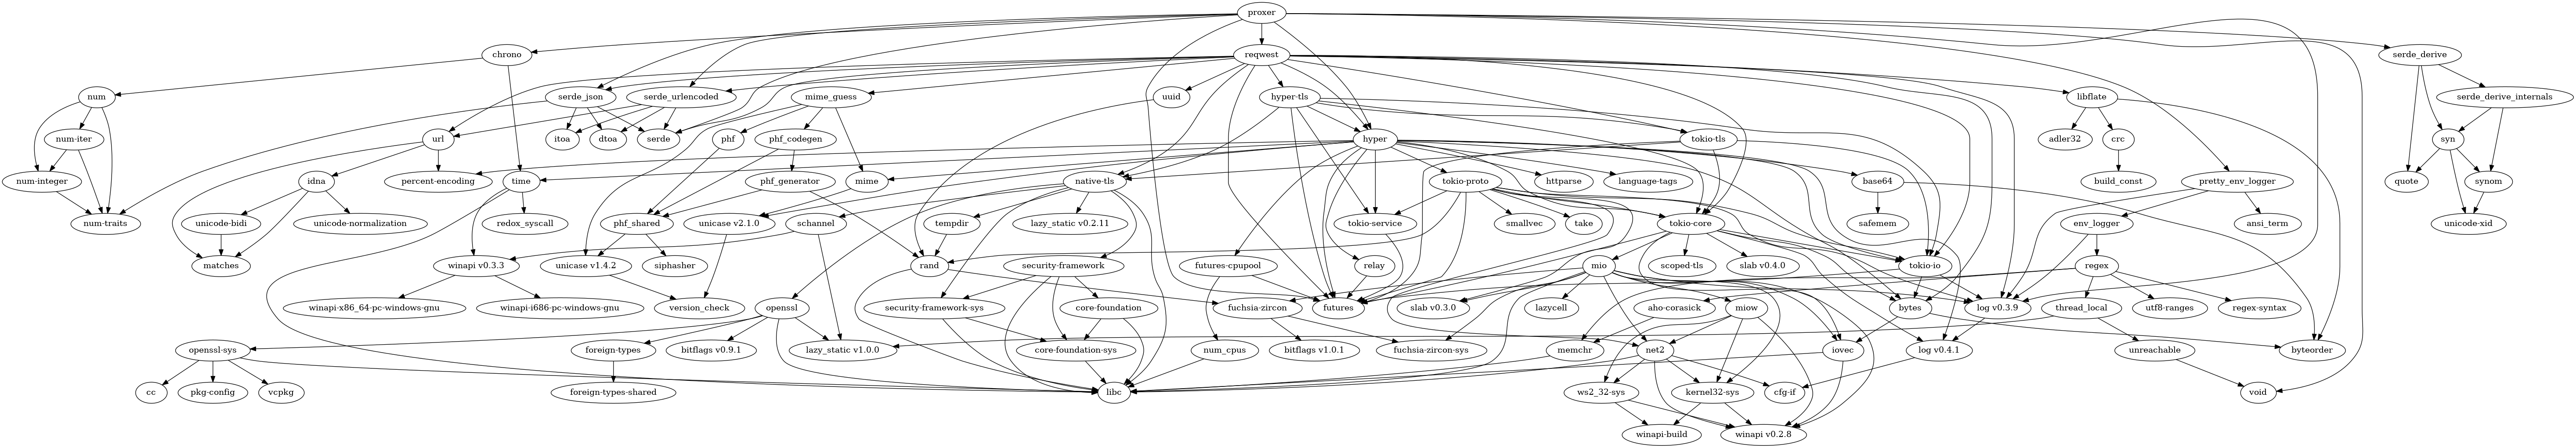 proxer
chrono
reqwest
serde_derive
num
serde_json
serde_urlencoded
mime_guess
uuid
hyper-tls
libflate
serde_derive_internals
num-iter
url
itoa
dtoa
serde
phf
phf_codegen
hyper
tokio-tls
adler32
crc
syn
num-integer
idna
percent-encoding
time
phf_generator
mime
native-tls
tokio-proto
httparse
language-tags
base64
build_const
pretty_env_logger
quote
synom
num-traits
unicode-bidi
unicode-normalization
redox_syscall
phf_shared
unicase v2.1.0
schannel
tempdir
lazy_static v0.2.11
tokio-service
smallvec
take
tokio-core
safemem
env_logger
ansi_term
unicode-xid
matches
winapi v0.3.3
unicase v1.4.2
siphasher
rand
security-framework
futures-cpupool
relay
mio
scoped-tls
slab v0.4.0
tokio-io
regex
winapi-x86_64-pc-windows-gnu
winapi-i686-pc-windows-gnu
version_check
openssl
security-framework-sys
core-foundation
fuchsia-zircon
futures
slab v0.3.0
lazycell
aho-corasick
miow
bytes
log v0.3.9
thread_local
utf8-ranges
regex-syntax
openssl-sys
foreign-types
bitflags v0.9.1
lazy_static v1.0.0
core-foundation-sys
num_cpus
bitflags v1.0.1
fuchsia-zircon-sys
memchr
net2
iovec
log v0.4.1
unreachable
byteorder
cc
pkg-config
vcpkg
foreign-types-shared
libc
ws2_32-sys
kernel32-sys
cfg-if
void
winapi-build
winapi v0.2.8